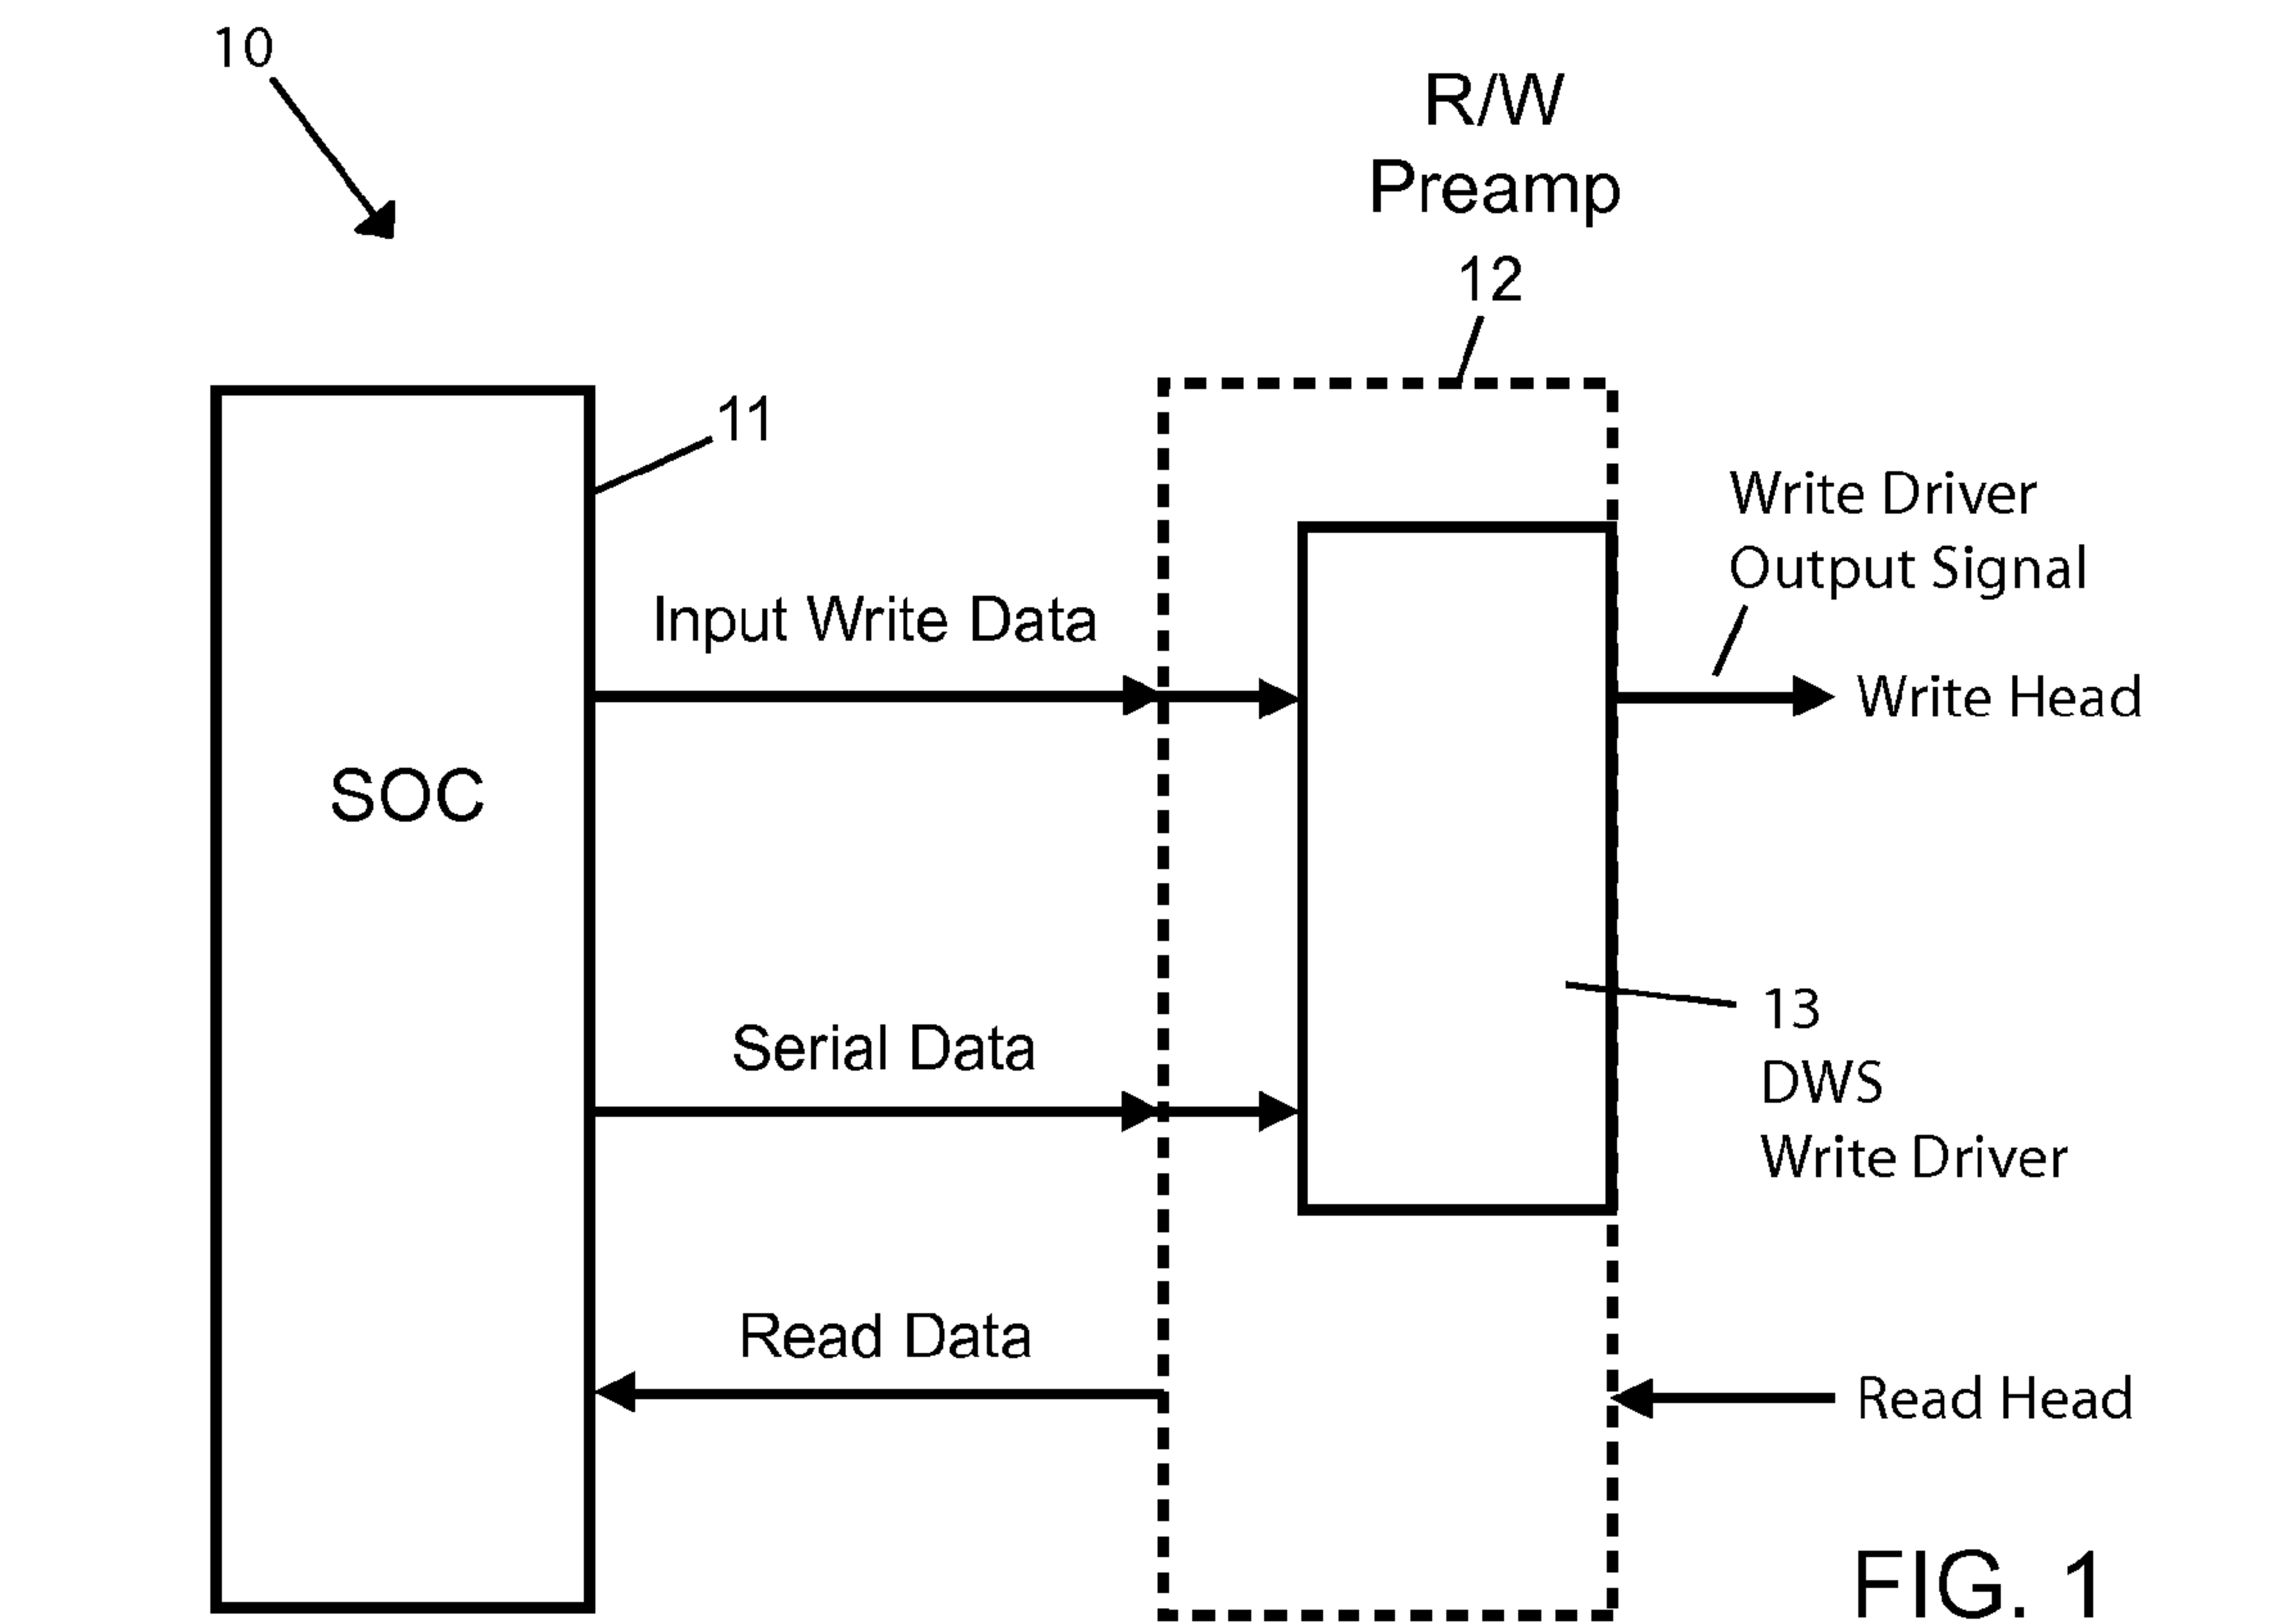 10
R/W
Preamp
12
11
Write Driver
Output Signal
Input Write Data
Write Head
SOC
13
DWS
Write Driver
Serial Data
Read Data
Read Head
FIG. 1